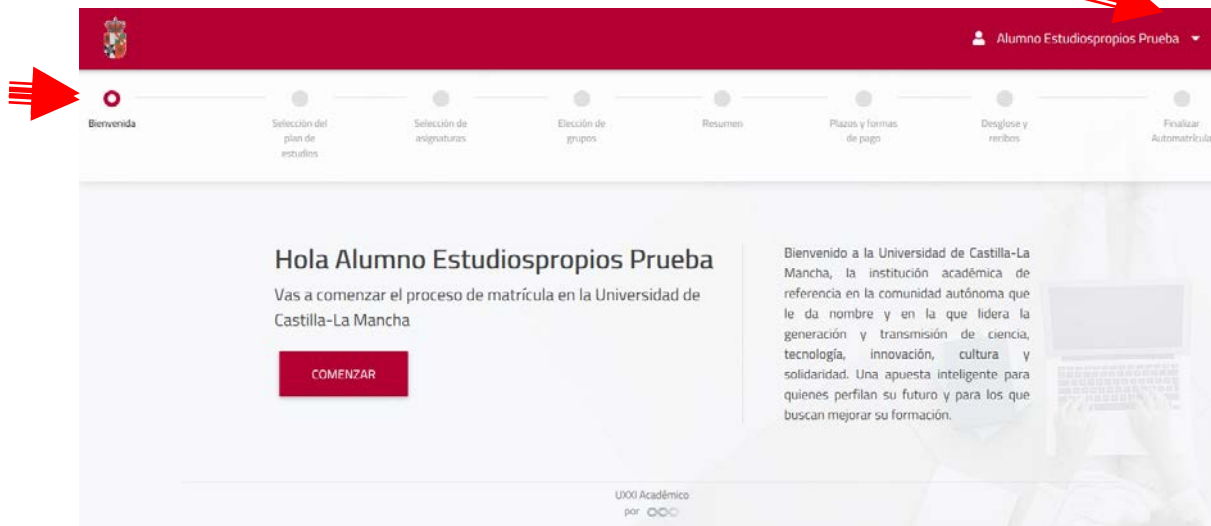 Alumno Estudiospropios Prueba
Bienvenida
Selección del
plan de
estudios
Selección de
asignaturas
Elección de
grupos
Resumen
Plazos y formas
de pago
Desglose y
recibos
Finalizar
Automatrícula
Hola Alumno Estudiospropios Prueba
Vas a comenzar el proceso de matrícula en la Universidad de
Castilla-La Mancha
COMENZAR
Bienvenido a la Universidad de Castilla-La
Mancha, la institución académica de
referencia en la comunidad autónoma que
le da nombre y en la que lidera la
generación y transmisión de ciencia,
tecnología, innovación, cultura y
solidaridad. Una apuesta inteligente para
quienes perfilan su futuro y para los que
buscan mejorar su formación.
UXXI Académico
por